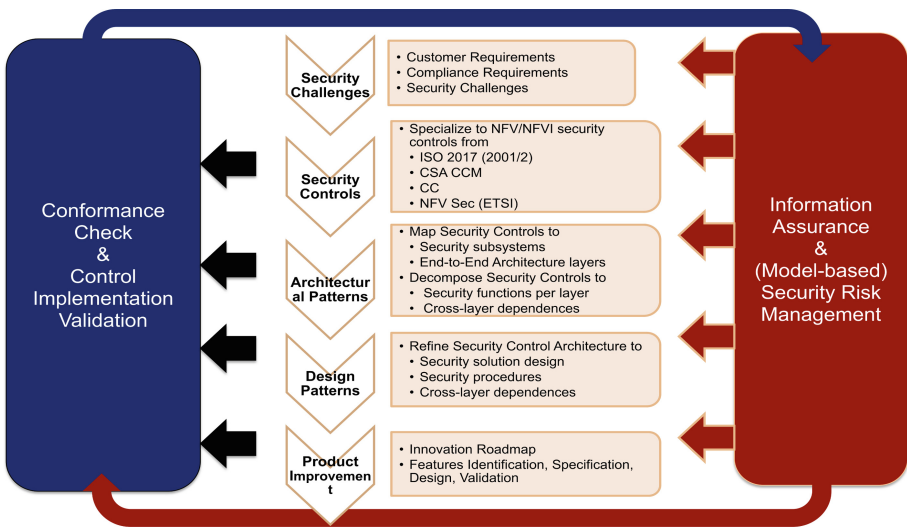 Conformance
Check
&
Control
Implementation
Validation
Security
Challenges
• Customer Requirements
• Compliance Requirements
• Security Challenges
Security
Controls
• Specialize to NFV/NFVI security
controls from
• ISO 2017 (2001/2)
• CSA CCM
• CC
• NFV Sec (ETSI)
Architectur
al Patterns
• Map Security Controls to
• Security subsystems
• End-to-End Architecture layers
• Decompose Security Controls to
• Security functions per layer
• Cross-layer dependences
Design
Patterns
• Refine Security Control Architecture to
• Security solution design
• Security procedures
• Cross-layer dependences
Product
Improvemen
t
• Innovation Roadmap
• Features Identification, Specification,
Design, Validation
Information
Assurance
&
(Model-based)
Security Risk
Management